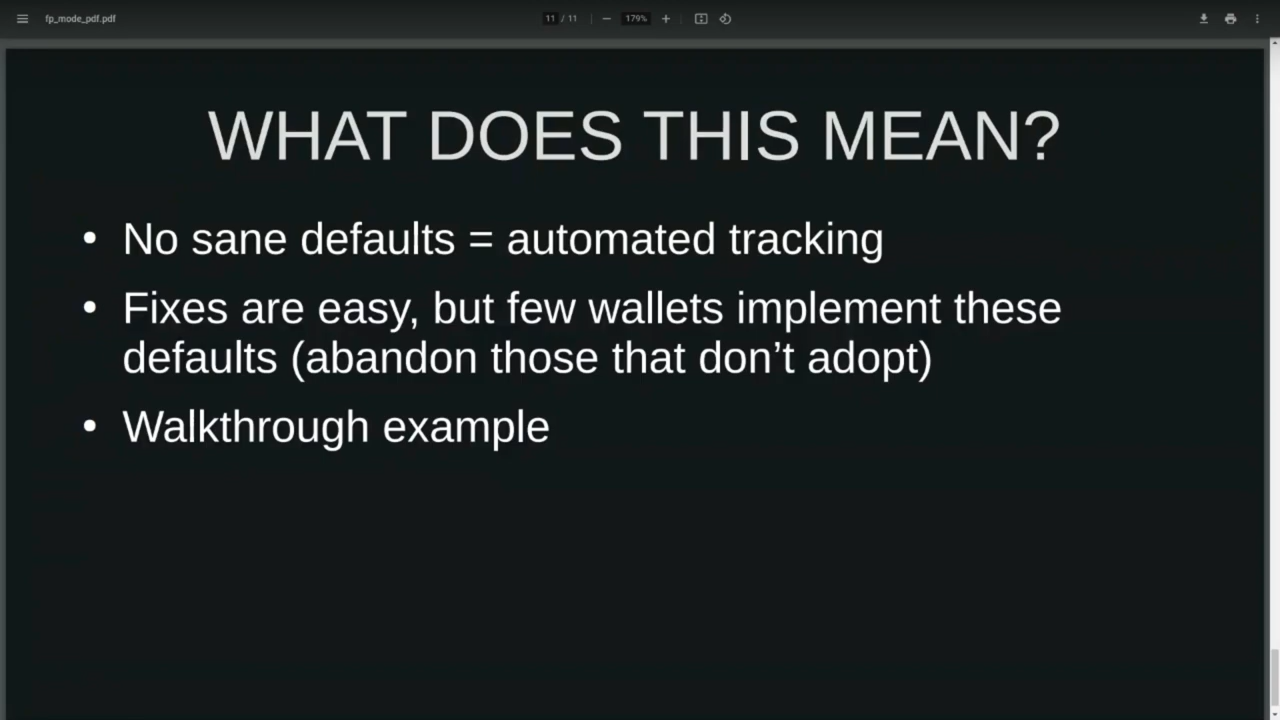 fp_mode_pdf.pdf
11 / 11
179%
WHAT DOES THIS MEAN?
• No sane defaults = automated tracking
• Fixes are easy, but few wallets implement these
defaults (abandon those that don’t adopt)
• Walkthrough example